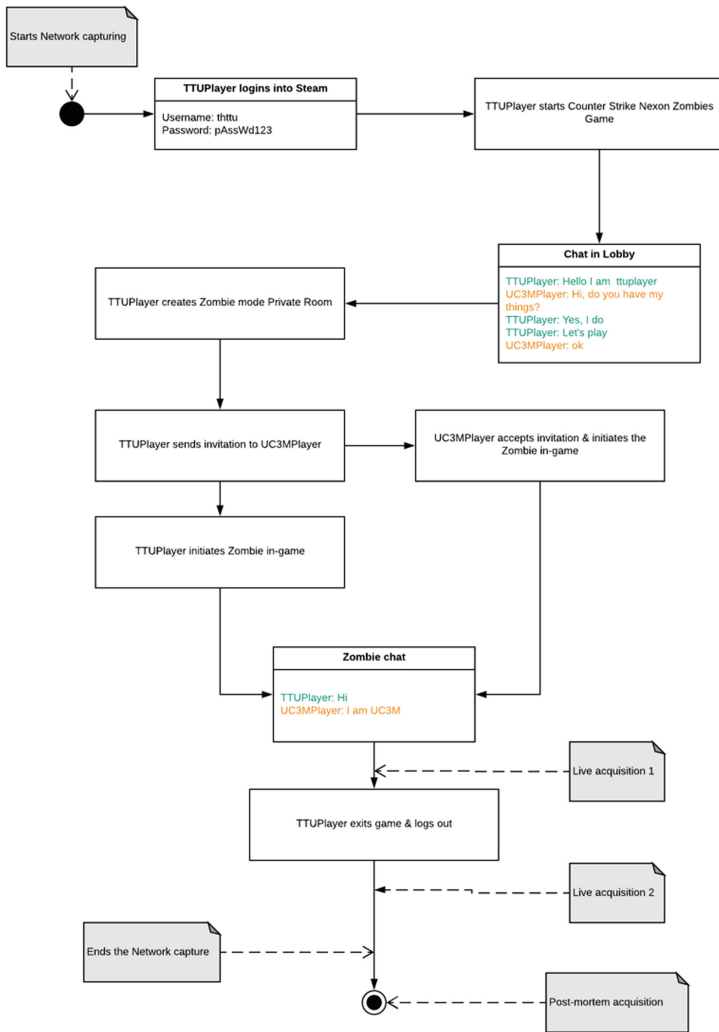 Starts Network capturing
TTUPlayer logins into Steam
Username: thttu
Password: pAssWd123
TTUPlayer starts Counter Strike Nexon Zombies
Game
Chat in Lobby
TTUPlayer: Hello I am ttuplayer
UC3MPlayer: Hi, do you have my
things?
TTUPlayer: Yes, I do
TTUPlayer: Let's play
UC3MPlayer: ok
TTUPlayer creates Zombie mode Private Room
TTUPlayer sends invitation to UC3MPlayer
UC3MPlayer accepts invitation & initiates the
Zombie in-game
TTUPlayer initiates Zombie in-game
Zombie chat
TTUPlayer: Hi
UC3MPlayer: I am UC3M
Live acquisition 1
TTUPlayer exits game & logs out
Live acquisition 2
Ends the Network capture
Post-mortem acquisition